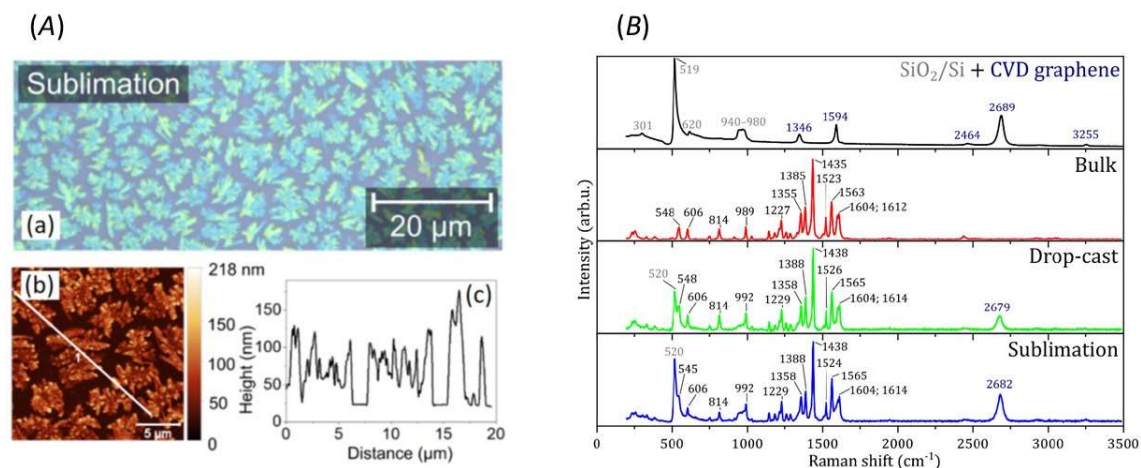 (A)
Sublimation
(a)
20 µm
(b)
1
5 µm
218 nm
200
150
100
50
0
(c)
Height (nm)
150
100
50
0
0 5 10 15 20
Distance (µm)
(B)
SiO2/Si + CVD graphene
519
301
620
940–980
1346
1594
2464
2689
3255
Bulk
548
606
814
989
1227
1355
1385
1435
1523
1563
1604; 1612
Drop-cast
520
548
606
814
992
1229
1358
1388
1438
1526
1565
1604; 1614
2679
Sublimation
520
545
606
814
992
1229
1358
1388
1438
1524
1565
1604; 1614
2682
Intensity (arb.u.)
0 500 1000 1500 2000 2500 3000 3500
Raman shift (cm-1)